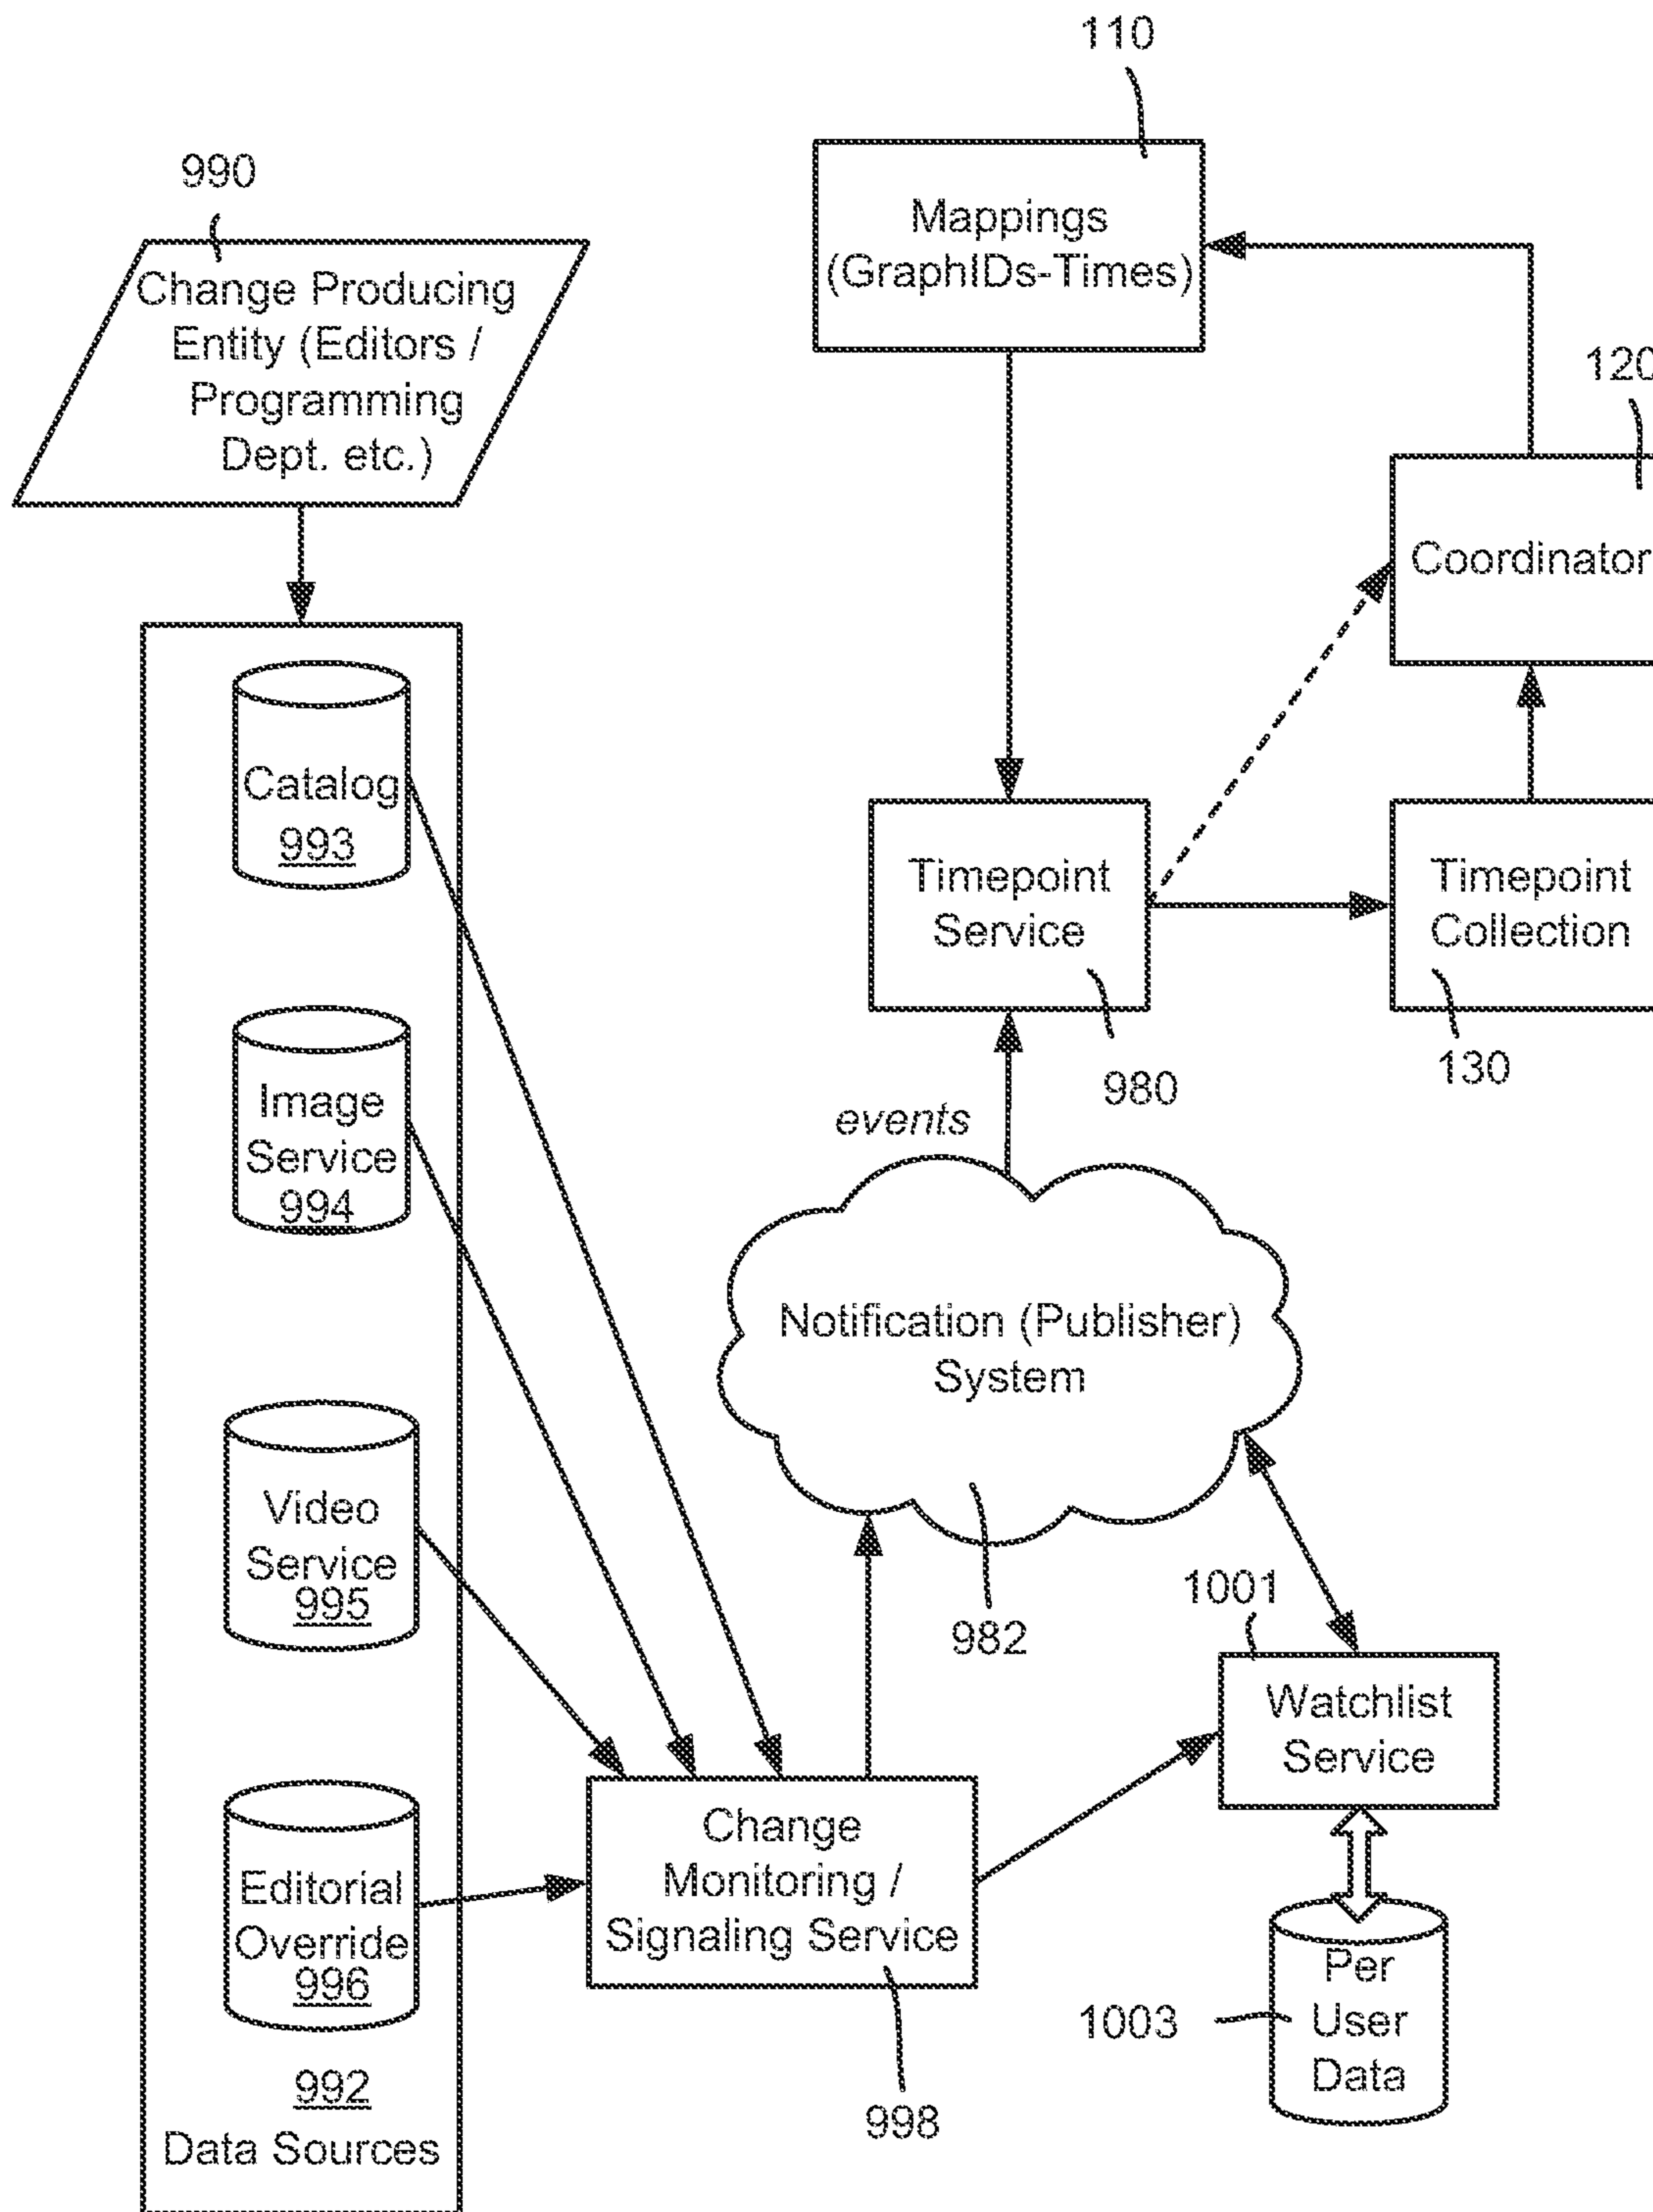 110
990
Mappings
(GraphIDs-Times)
Change Producing
Entity (Editors /
Programming
Dept. etc.)
120
Coordinator
Catalog
993
Timepoint
Service
Timepoint
Collection
980
130
Image
Service
994
events
Notification (Publisher)
System
Video
Service
995
982
1001
Watchlist
Service
Change
Monitoring /
Signaling Service
Editorial
Override
996
Per
User
Data
1003
992
998
Data Sources